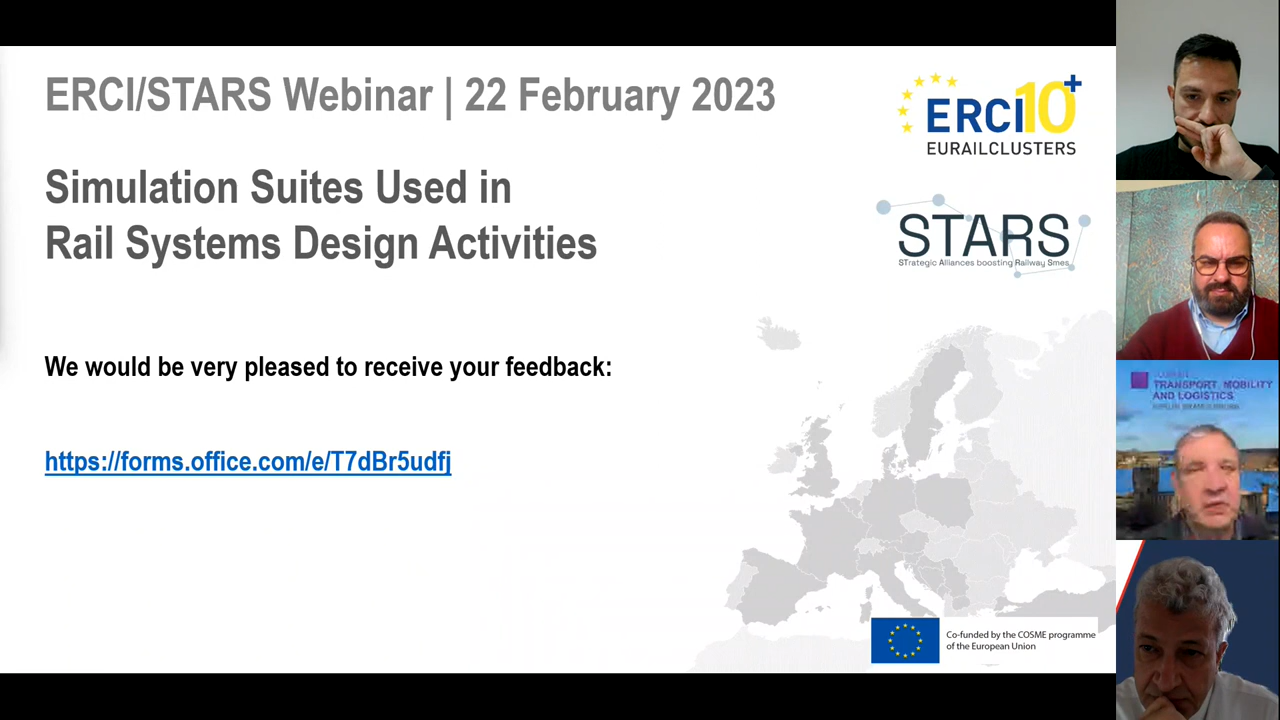 ERCI/STARS Webinar | 22 February 2023
ERCI10+
EURAILCLUSTERS
Simulation Suites Used in
Rail Systems Design Activities
STARS
STrategic Alliances boosting Railway Smes
We would be very pleased to receive your feedback:
https://forms.office.com/e/T7dBr5udfj
Co-funded by the COSME programme
of the European Union
TRANSPORT, MOBILITY
AND LOGISTICS